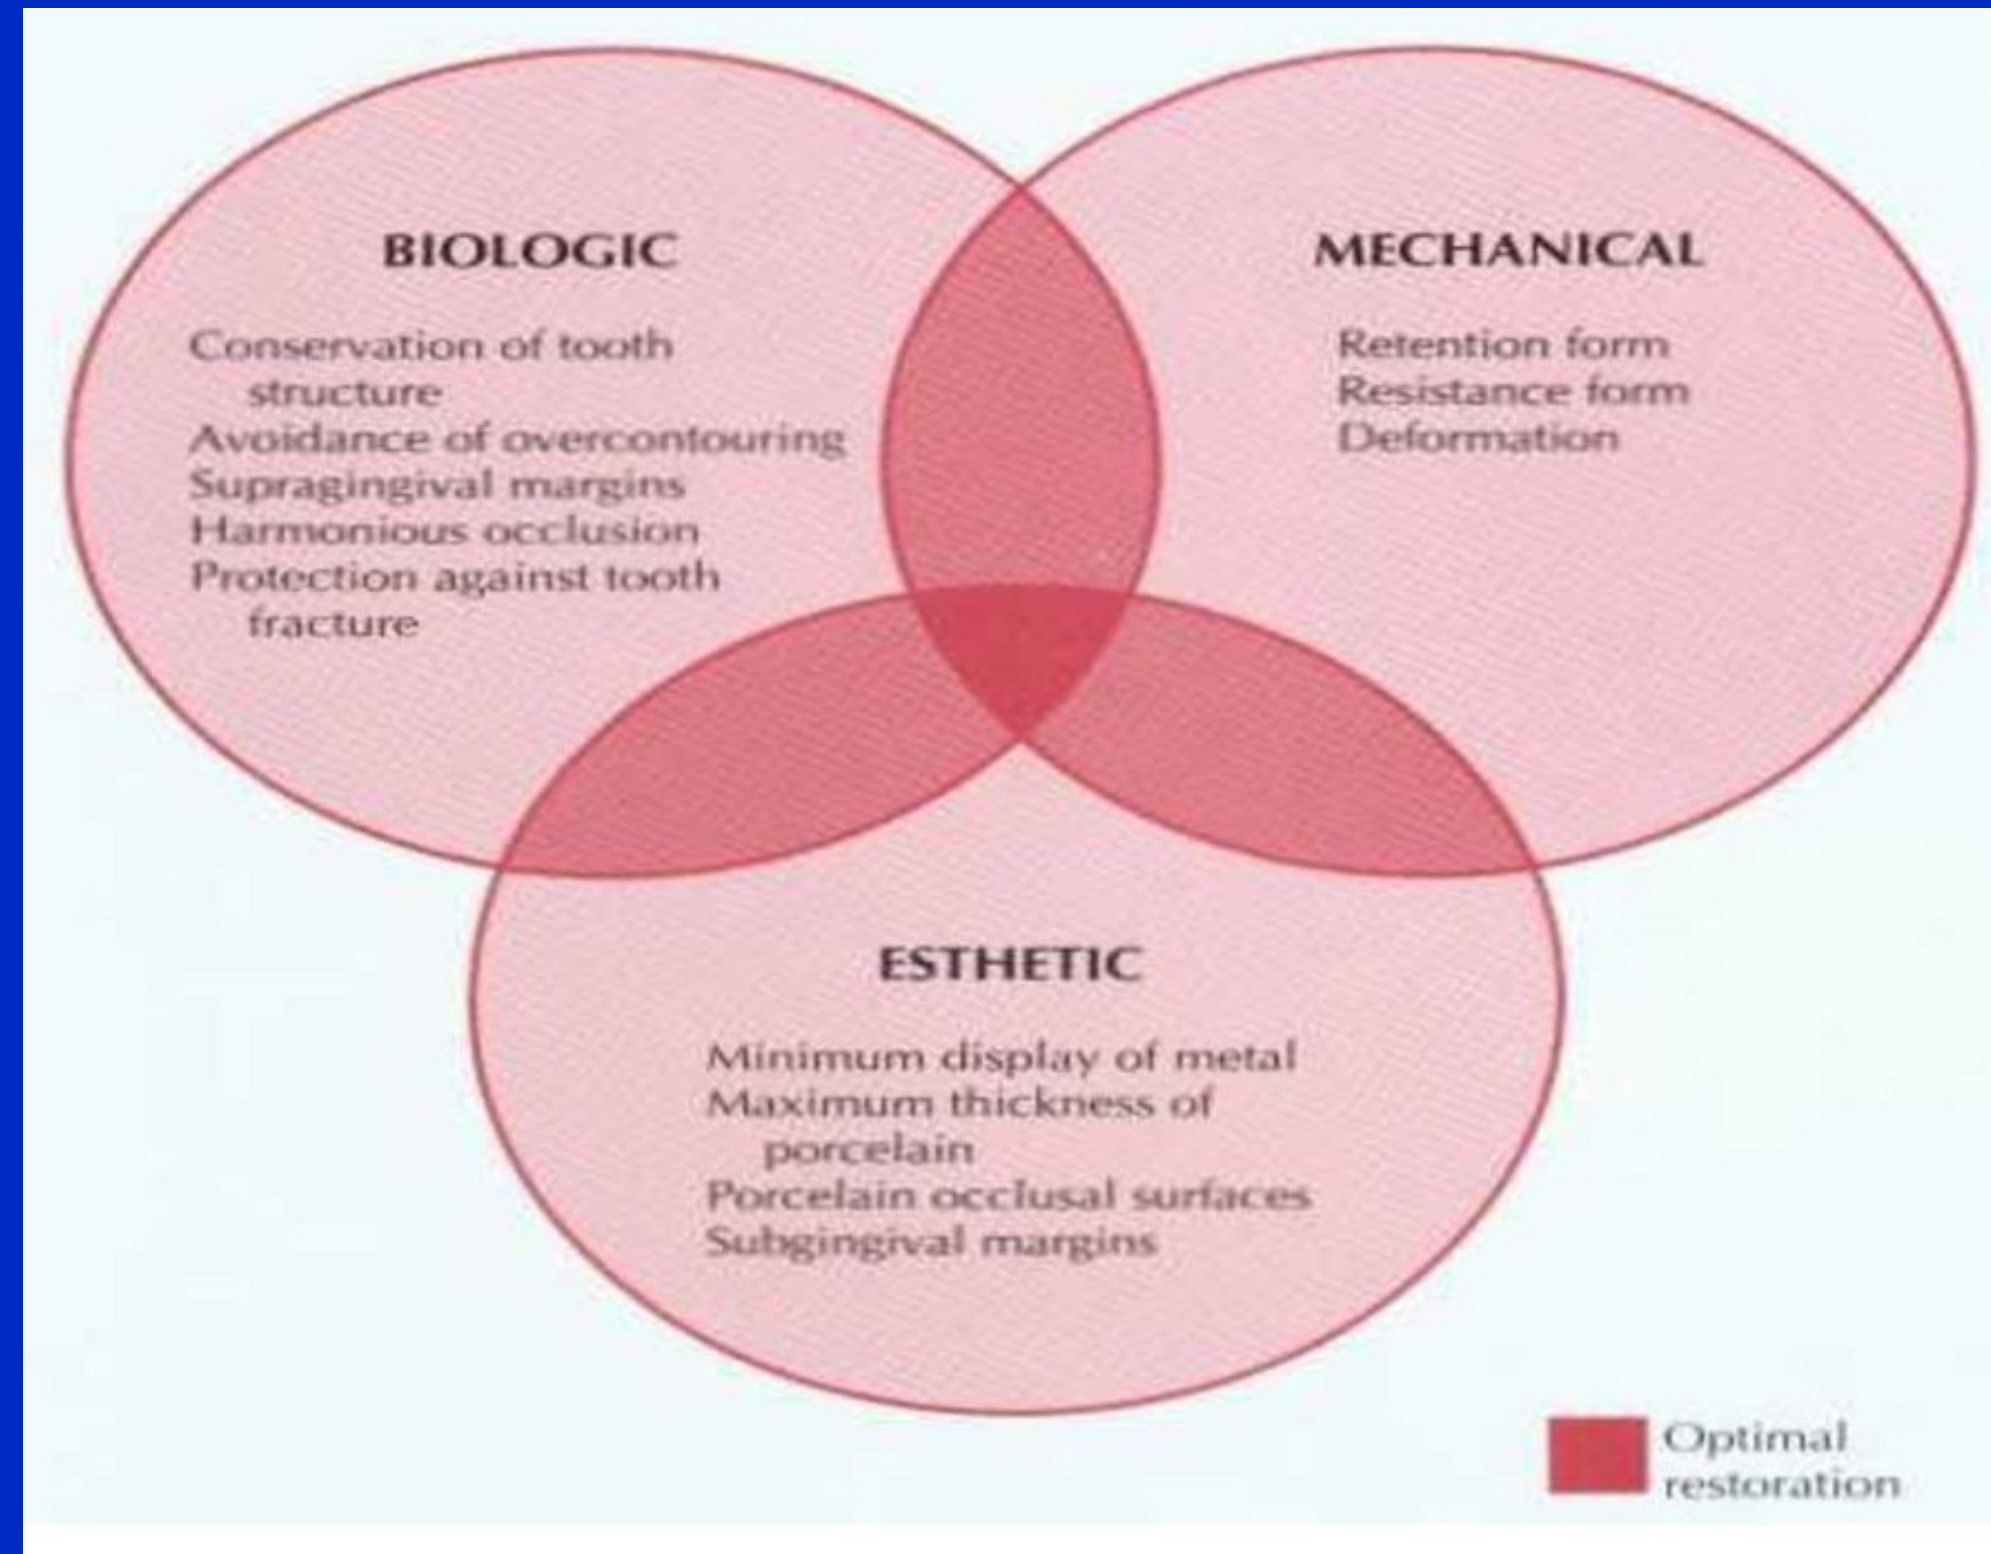 BIOLOGIC
Conservation of tooth
structure
Avoidance of overcontouring
Supragingival margins
Harmonious occlusion
Protection against tooth
fracture
MECHANICAL
Retention form
Resistance form
Deformation
ESTHETIC
Minimum display of metal
Maximum thickness of
porcelain
Porcelain occlusal surfaces
Subgingival margins
Optimal
restoration